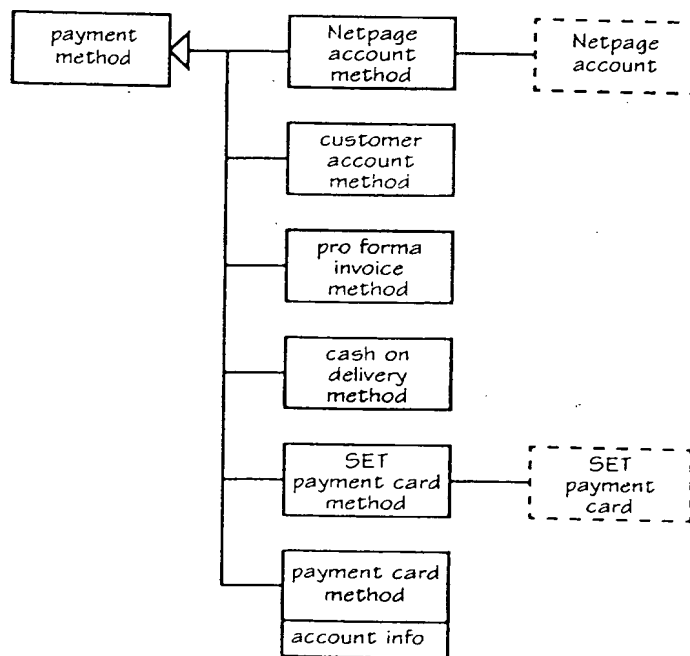 payment
method
Netpage
account
method
Netpage
account
customer
account
method
pro forma
invoice
method
cash on
delivery
method
SET
payment card
method
SET
payment
card
payment card
method
account info